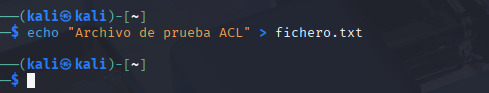 ──(kali㉿kali)-[~]
─$ echo "Archivo de prueba ACL" > fichero.txt
──(kali㉿kali)-[~]
─$